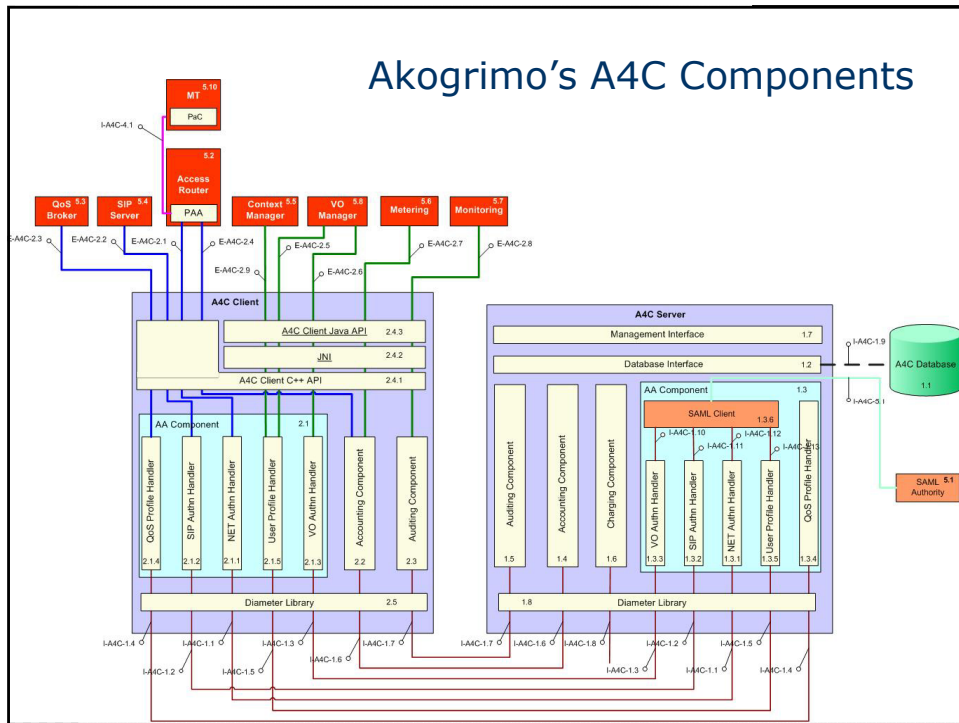 Akogrimo's A4C Components
5.10
MT
PaC
I-A4C-4.1
5.2
Access
Router
PAA
5.3
QoS
Broker
5.4
SIP
Server
5.5
Context
Manager
5.8
VO
Manager
5.6
Metering
5.7
Monitoring
E-A4C-2.3
E-A4C-2.2
E-A4C-2.1
E-A4C-2.4
E-A4C-2.5
E-A4C-2.7
E-A4C-2.8
E-A4C-2.9
E-A4C-2.6
A4C Client
A4C Client Java API 2.4.3
JNI 2.4.2
A4C Client C++ API 2.4.1
AA Component 2.1
QoS Profile Handler
2.1.4
SIP Authn Handler
2.1.2
NET Authn Handler
2.1.1
User Profile Handler
2.1.5
VO Authn Handler
2.1.3
Accounting Component
2.2
Auditing Component
2.3
Diameter Library 2.5
I-A4C-1.4
I-A4C-1.2
I-A4C-1.1
I-A4C-1.5
I-A4C-1.3
I-A4C-1.6
I-A4C-1.7
A4C Server
Management Interface 1.7
Database Interface 1.2
AA Component 1.3
SAML Client
1.3.6
I-A4C-1.10
I-A4C-1.11
I-A4C-1.12
Auditing Component
1.5
Accounting Component
1.4
Charging Component
1.6
VO Authn Handler
1.3.3
SIP Authn Handler
1.3.2
NET Authn Handler
1.3.1
User Profile Handler
1.3.5
QoS Profile Handler
1.3.4
1.8 Diameter Library
I-A4C-1.7
I-A4C-1.6
I-A4C-1.8
I-A4C-1.3
I-A4C-1.2
I-A4C-1.1
I-A4C-1.5
I-A4C-1.4
I-A4C-1.9
A4C Database
1.1
5.1
SAML
Authority